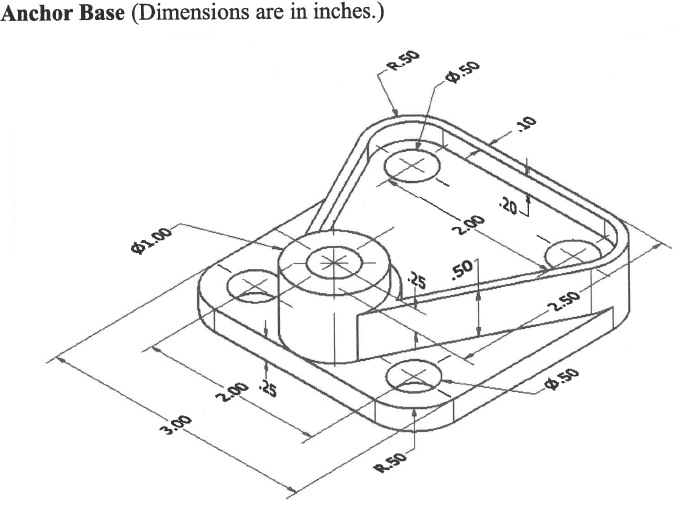 Anchor Base (Dimensions are in inches.)
R.50
Ø.50
.10
Ø1.00
.20
2.00
.25
.50
2.50
2.00
.25
3.00
Ø.50
R.50